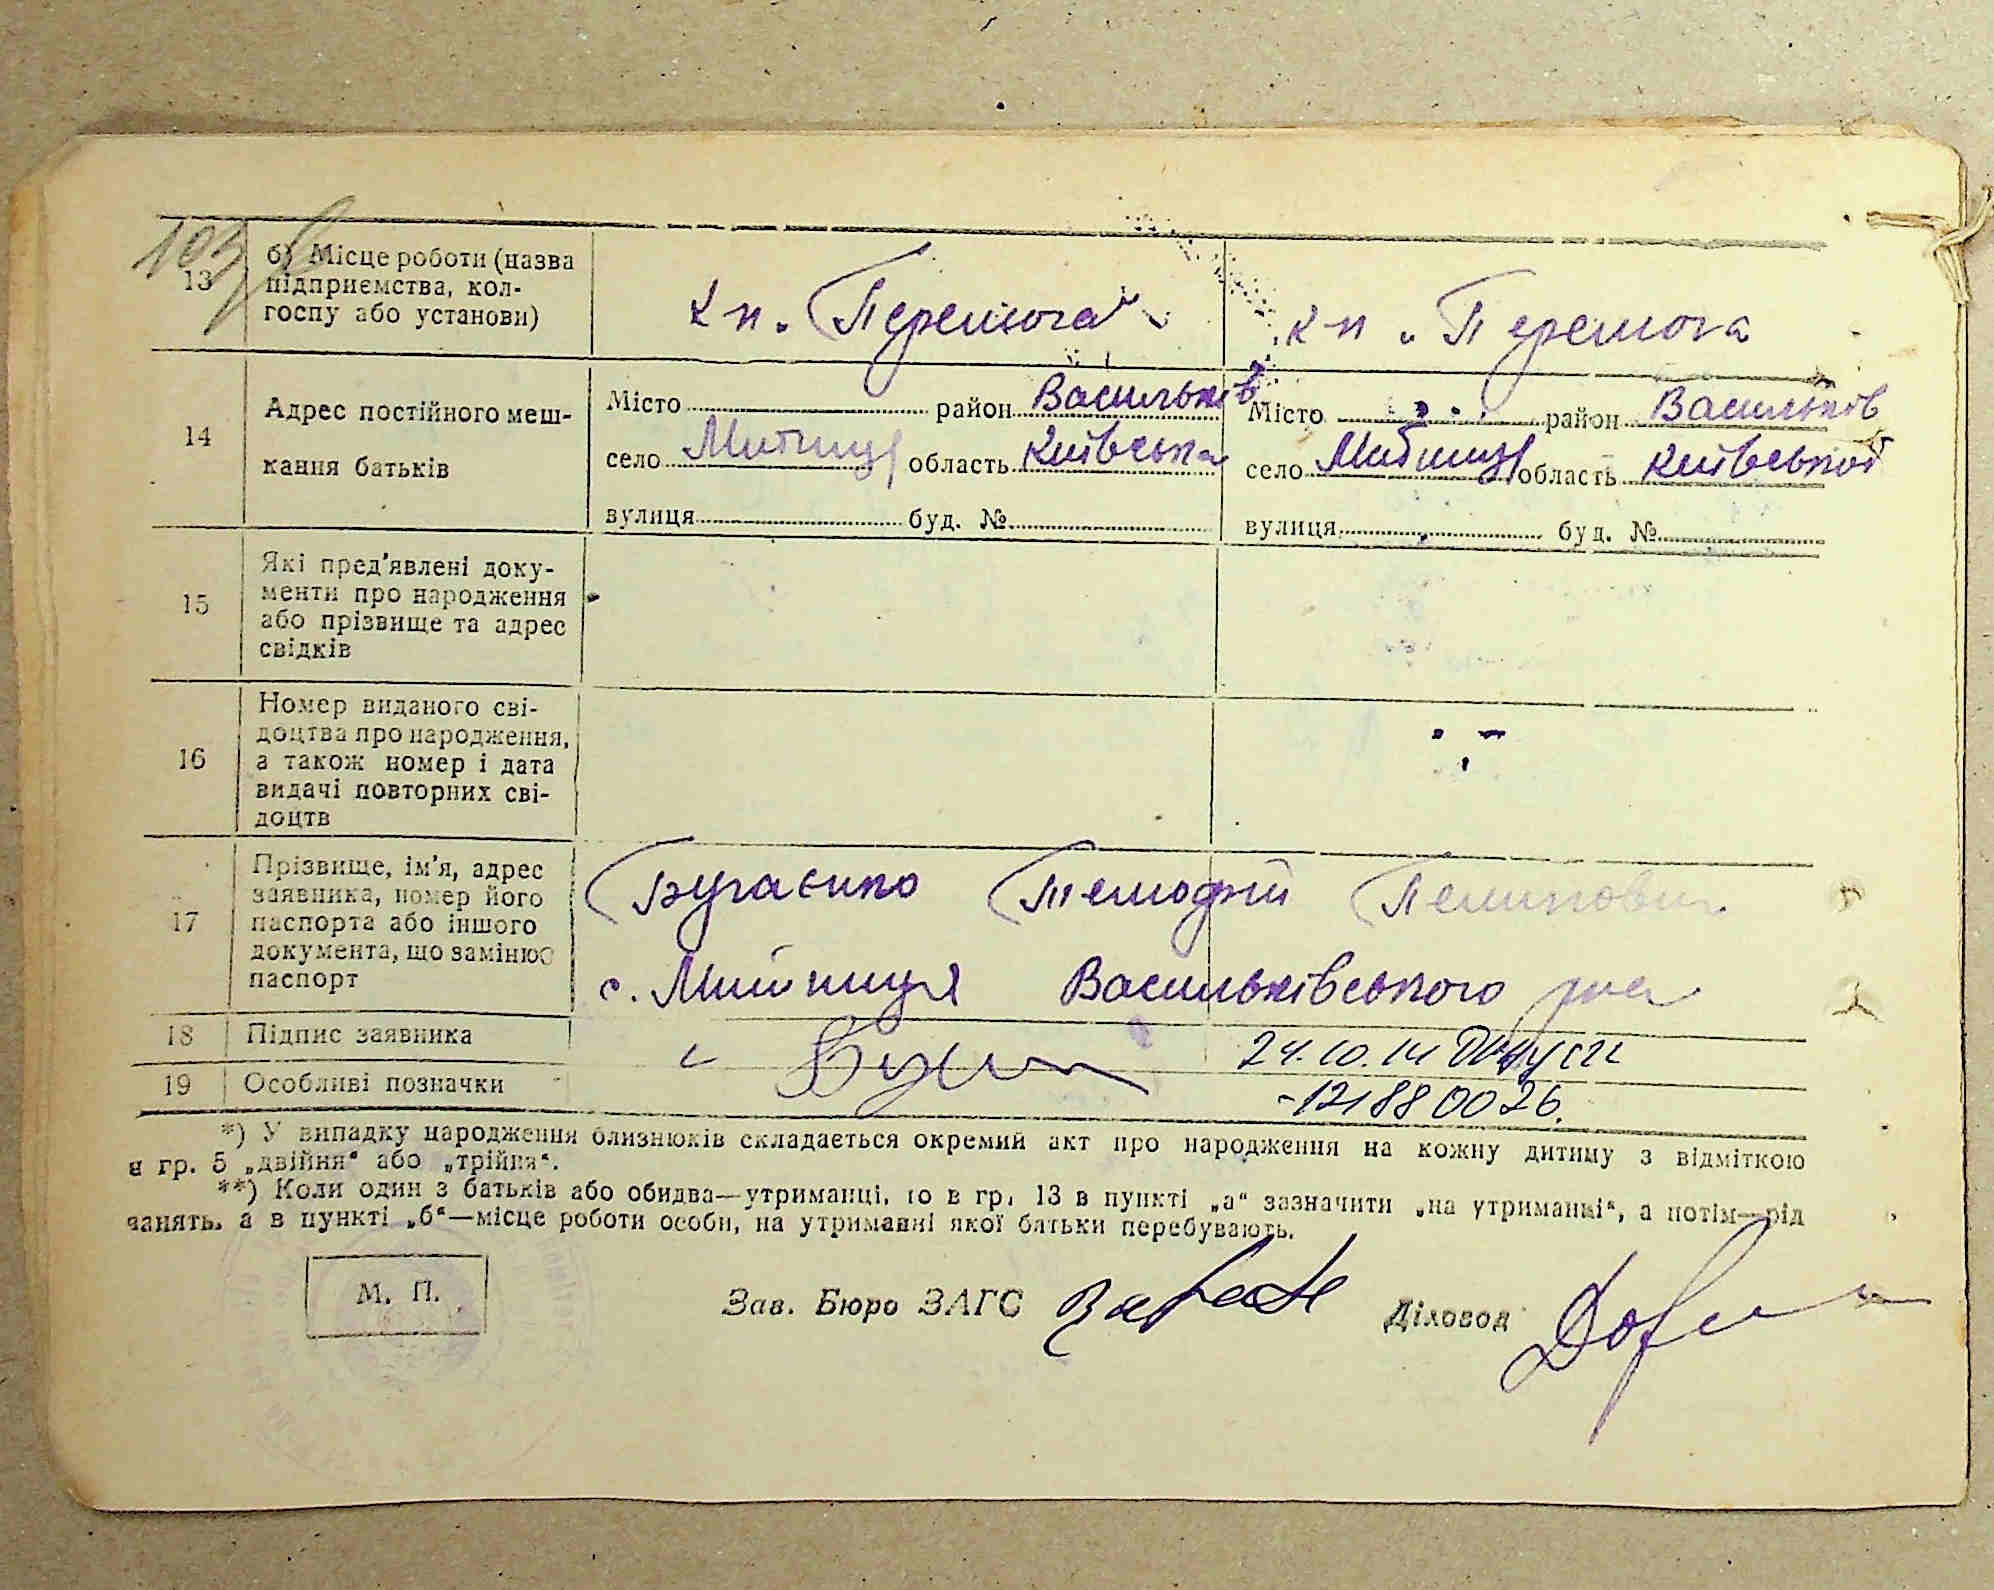 103
13 б) Місце роботи (назва підприємства, колгоспу або установи) кп. "Перемога" кп "Перемога
14 Адрес постійного мешкання батьків
Місто район Васильків Місто район Васильків
село Митниця область Київська село Митниця область Київської
вулиця буд. № вулиця буд. №
15 Які пред'явлені документи про народження або прізвище та адрес свідків
16 Номер виданого свідоцтва про народження, а також номер і дата видачі повторних свідоцтв
17 Прізвище, ім'я, адрес заявника, номер його паспорта або іншого документа, що замінює паспорт
Бугаєнко Тимофій
с. Митниця Васильківського р-на
18 Підпис заявника
24.10.14
19 Особливі позначки
-121880026.
*) У випадку народження близнюків складається окремий акт про народження на кожну дитину з відміткою
в гр. 5 „двійня“ або „трійня“.
**) Коли один з батьків або обидва—утриманці, то в гр. 13 в пункті „а“ зазначити „на утриманні“, а потім—рід
занять, а в пункті „б“—місце роботи особи, на утриманні якої батьки перебувають.
М. П.
Зав. Бюро ЗАГС Діловод